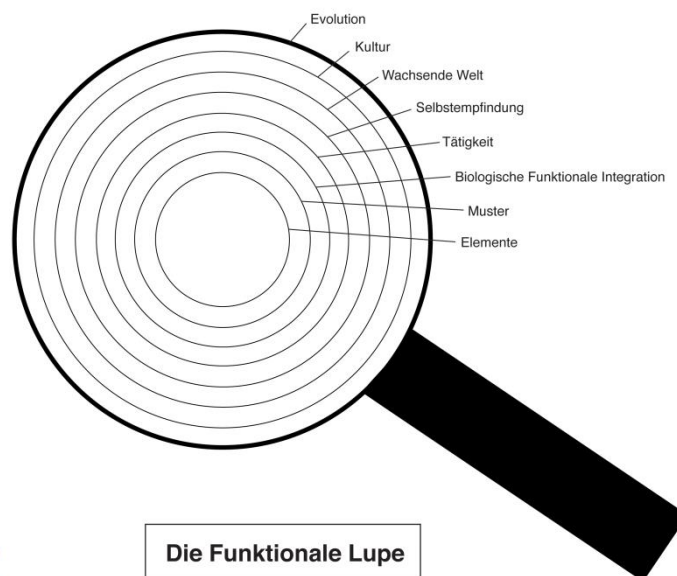 Evolution
Kultur
Wachsende Welt
Selbstempfindung
Tätigkeit
Biologische Funktionale Integration
Muster
Elemente
Die Funktionale Lupe